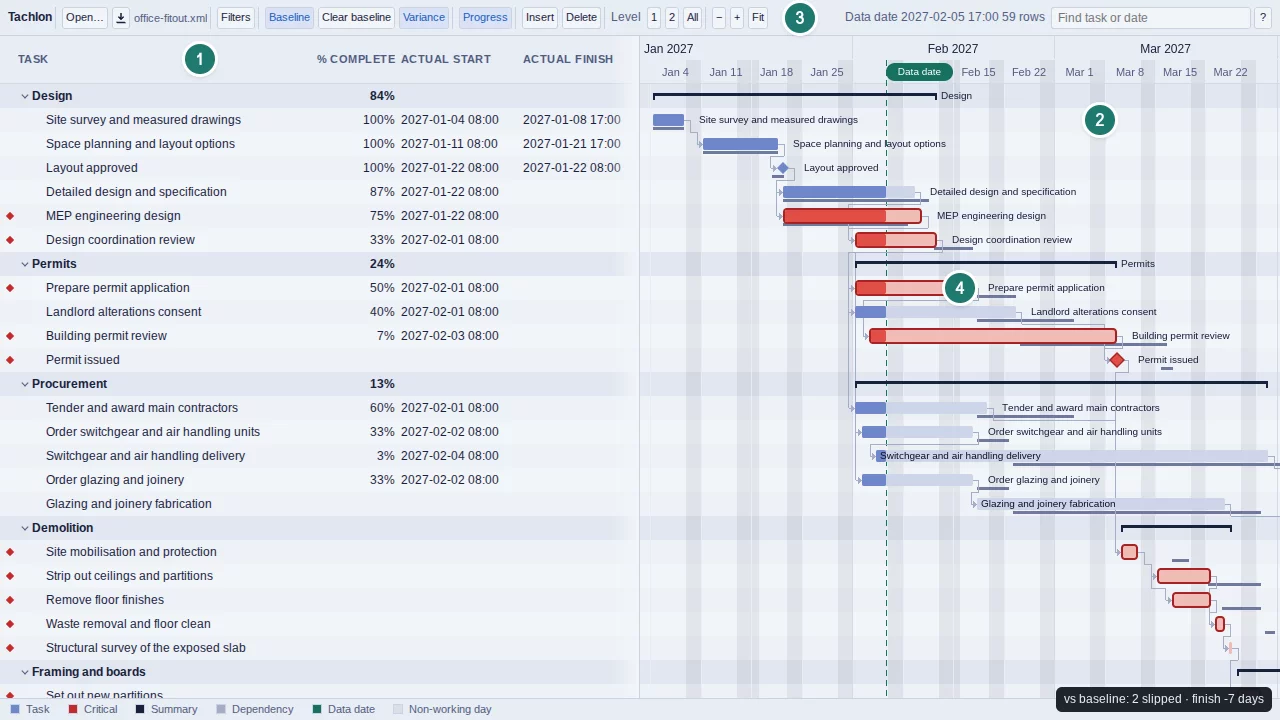 Tachlon Open … office-fitout.xml Filters Baseline Clear baseline Variance Progress Insert Delete Level 1 2 All − + Fit 3 Data date 2027-02-05 17:00 59 rows Find task or date ?
TASK 1 % COMPLETE ACTUAL START ACTUAL FINISH
Jan 2027 Feb 2027 Mar 2027
Jan 4 Jan 11 Jan 18 Jan 25 Data date Feb 15 Feb 22 Mar 1 Mar 8 Mar 15 Mar 22
Design 84% Design
Site survey and measured drawings 100% 2027-01-04 08:00 2027-01-08 17:00 Site survey and measured drawings
2
Space planning and layout options 100% 2027-01-11 08:00 2027-01-21 17:00 Space planning and layout options
Layout approved 100% 2027-01-22 08:00 2027-01-22 08:00 Layout approved
Detailed design and specification 87% 2027-01-22 08:00 Detailed design and specification
MEP engineering design 75% 2027-01-22 08:00 MEP engineering design
Design coordination review 33% 2027-02-01 08:00 Design coordination review
Permits 24% Permits
Prepare permit application 50% 2027-02-01 08:00 4 Prepare permit application
Landlord alterations consent 40% 2027-02-01 08:00 Landlord alterations consent
Building permit review 7% 2027-02-03 08:00 Building permit review
Permit issued Permit issued
Procurement 13%
Tender and award main contractors 60% 2027-02-01 08:00 Tender and award main contractors
Order switchgear and air handling units 33% 2027-02-02 08:00 Order switchgear and air handling units
Switchgear and air handling delivery 3% 2027-02-04 08:00 Switchgear and air handling delivery
Order glazing and joinery 33% 2027-02-02 08:00 Order glazing and joinery
Glazing and joinery fabrication Glazing and joinery fabrication
Demolition
Site mobilisation and protection
Strip out ceilings and partitions
Remove floor finishes
Waste removal and floor clean
Structural survey of the exposed slab
Framing and boards
Set out new partitions
vs baseline: 2 slipped · finish -7 days
Task Critical Summary Dependency Data date Non-working day